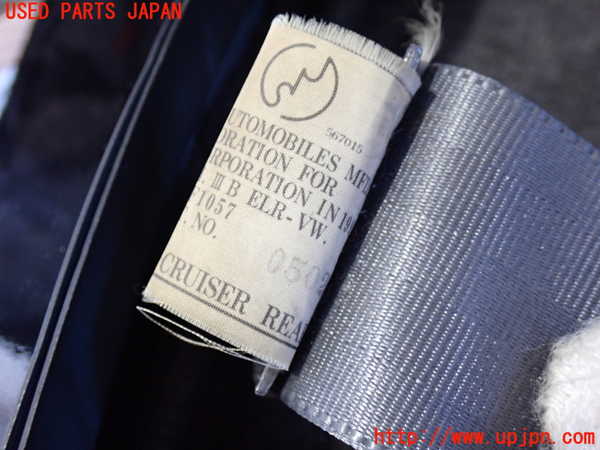 USED PARTS JAPAN
567015
AUTOMOBILES MF
ORATION FOR
RPORATION IN 19
. III B ELR-VW.
T057
. NO.
050
CRUISER REA
http://www.upjpn.com/